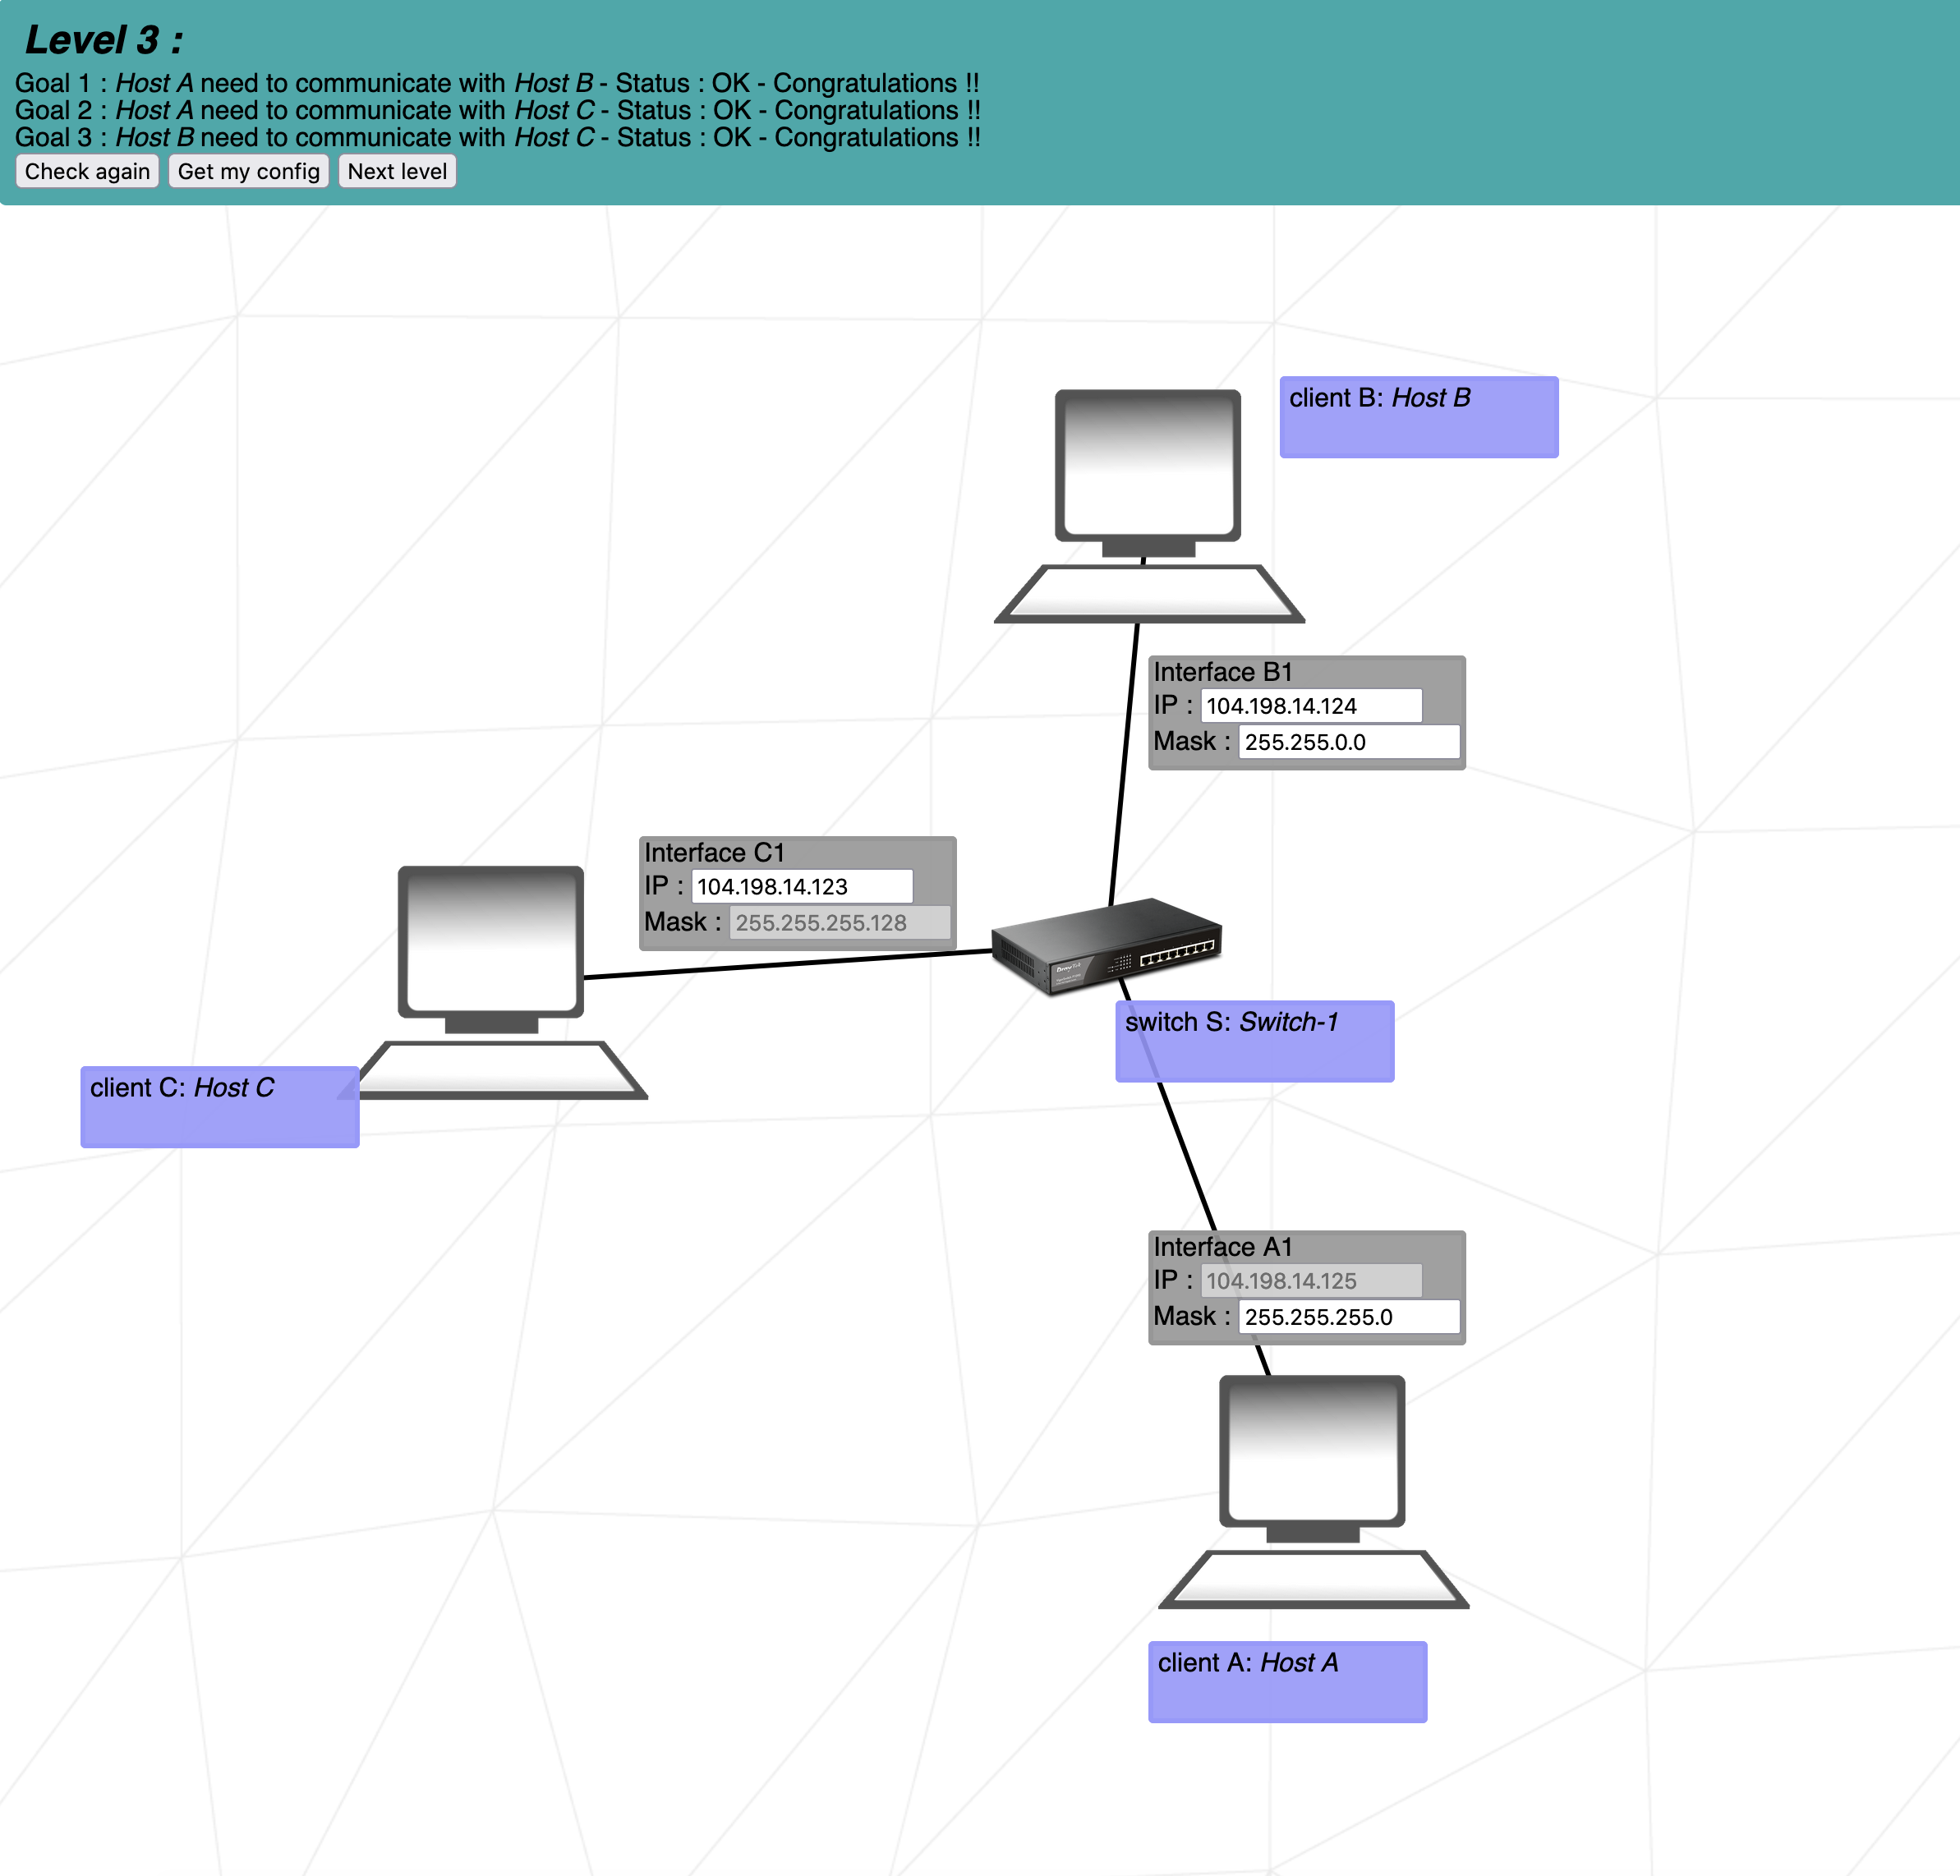 Level 3 :
Goal 1 : Host A need to communicate with Host B - Status : OK - Congratulations !!
Goal 2 : Host A need to communicate with Host C - Status : OK - Congratulations !!
Goal 3 : Host B need to communicate with Host C - Status : OK - Congratulations !!
Check again Get my config Next level
client B: Host B
Interface B1
IP : 104.198.14.124
Mask : 255.255.0.0
Interface C1
IP : 104.198.14.123
Mask : 255.255.255.128
switch S: Switch-1
client C: Host C
Interface A1
IP : 104.198.14.125
Mask : 255.255.255.0
client A: Host A